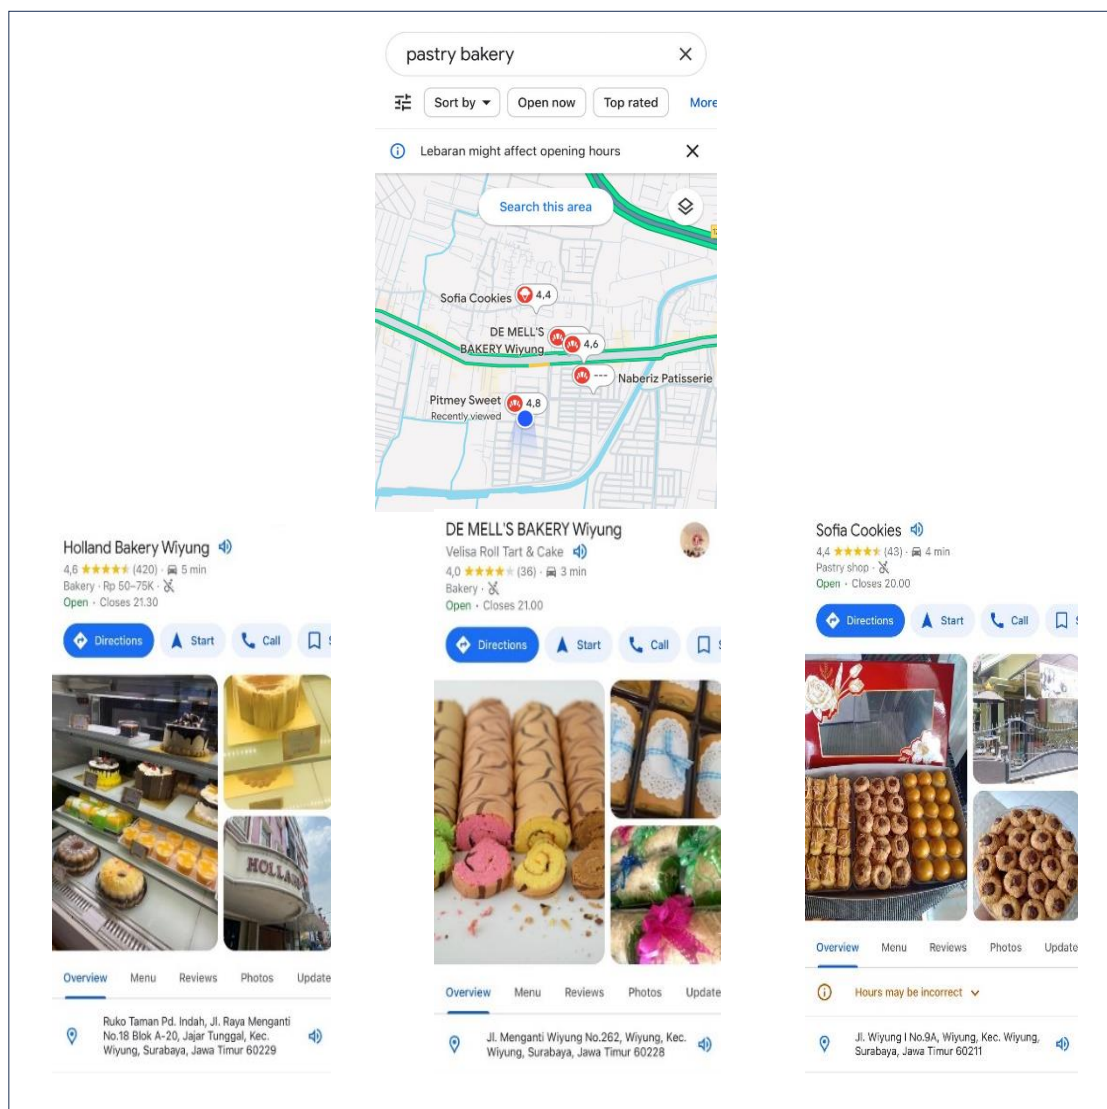 pastry bakery
Sort by
Open now
Top rated
More
Lebaran might affect opening hours
Search this area
Sofia Cookies
4,4
DE MELL'S
BAKERY Wiyung
4,6
---
Naberiz Patisserie
Pitmey Sweet
4,8
Recently viewed
Holland Bakery Wiyung
4,6 (420) · 5 min
Bakery · Rp 50–75K ·
Open · Closes 21.30
Directions
Start
Call
Overview
Menu
Reviews
Photos
Update
Ruko Taman Pd. Indah, Jl. Raya Menganti
No.18 Blok A-20, Jajar Tunggal, Kec.
Wiyung, Surabaya, Jawa Timur 60229
DE MELL'S BAKERY Wiyung
Velisa Roll Tart & Cake
4,0 (36) · 3 min
Bakery ·
Open · Closes 21.00
Directions
Start
Call
Overview
Menu
Reviews
Photos
Update
Jl. Menganti Wiyung No.262, Wiyung, Kec.
Wiyung, Surabaya, Jawa Timur 60228
Sofia Cookies
4,4 (43) · 4 min
Pastry shop ·
Open · Closes 20.00
Directions
Start
Call
Overview
Menu
Reviews
Photos
Update
Hours may be incorrect
Jl. Wiyung I No.9A, Wiyung, Kec. Wiyung,
Surabaya, Jawa Timur 60211